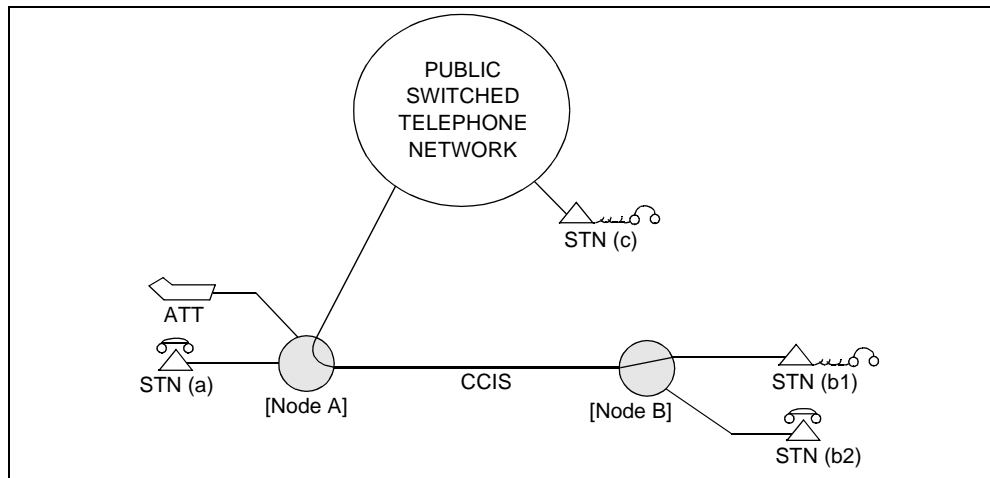 PUBLIC
SWITCHED
TELEPHONE
NETWORK
STN (c)
ATT
STN (a)
[Node A]
CCIS
[Node B]
STN (b1)
STN (b2)